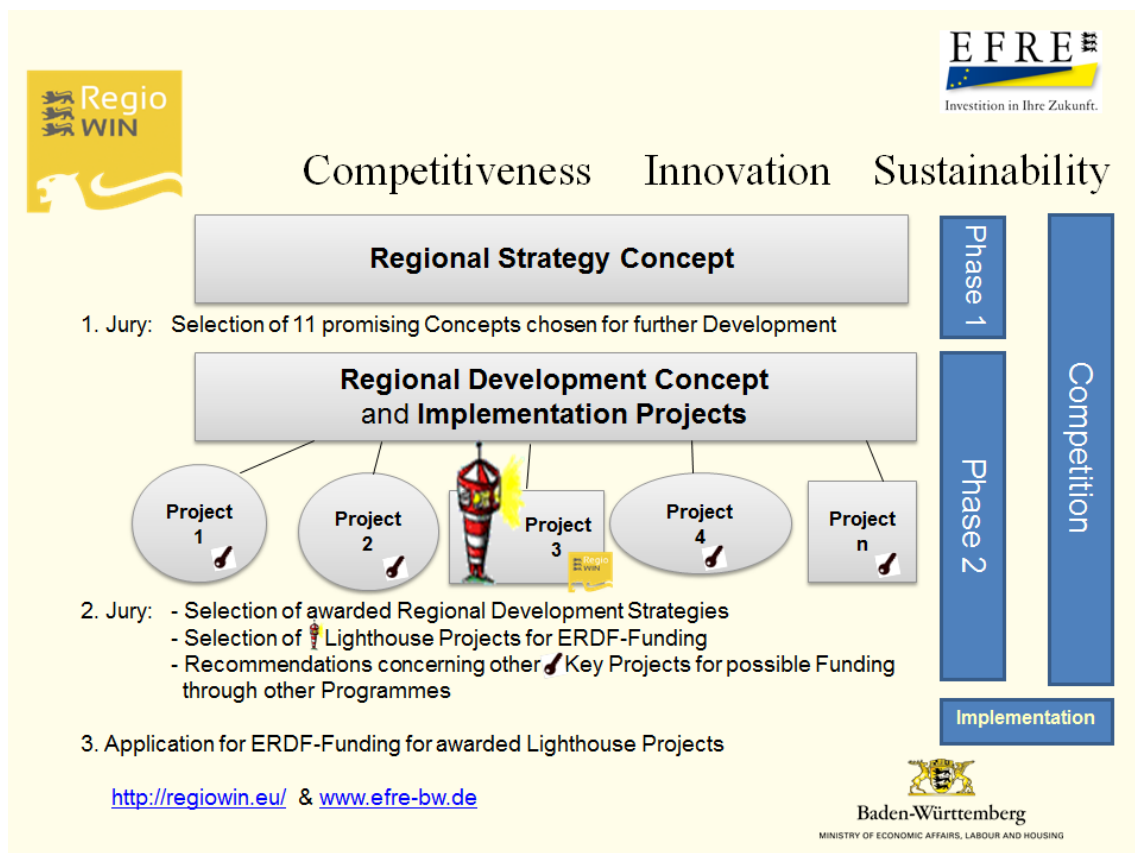 EFRE
Investition in Ihre Zukunft.
Regio
WIN
Competitiveness Innovation Sustainability
Regional Strategy Concept
Phase 1
Competition
1. Jury: Selection of 11 promising Concepts chosen for further Development
Regional Development Concept
and Implementation Projects
Phase 2
Project
1
Project
2
Project
3
Regio
WIN
Project
4
Project
n
2. Jury: - Selection of awarded Regional Development Strategies
- Selection of Lighthouse Projects for ERDF-Funding
- Recommendations concerning other Key Projects for possible Funding
through other Programmes
Implementation
3. Application for ERDF-Funding for awarded Lighthouse Projects
http://regiowin.eu/ & www.efre-bw.de
Baden-Württemberg
MINISTRY OF ECONOMIC AFFAIRS, LABOUR AND HOUSING